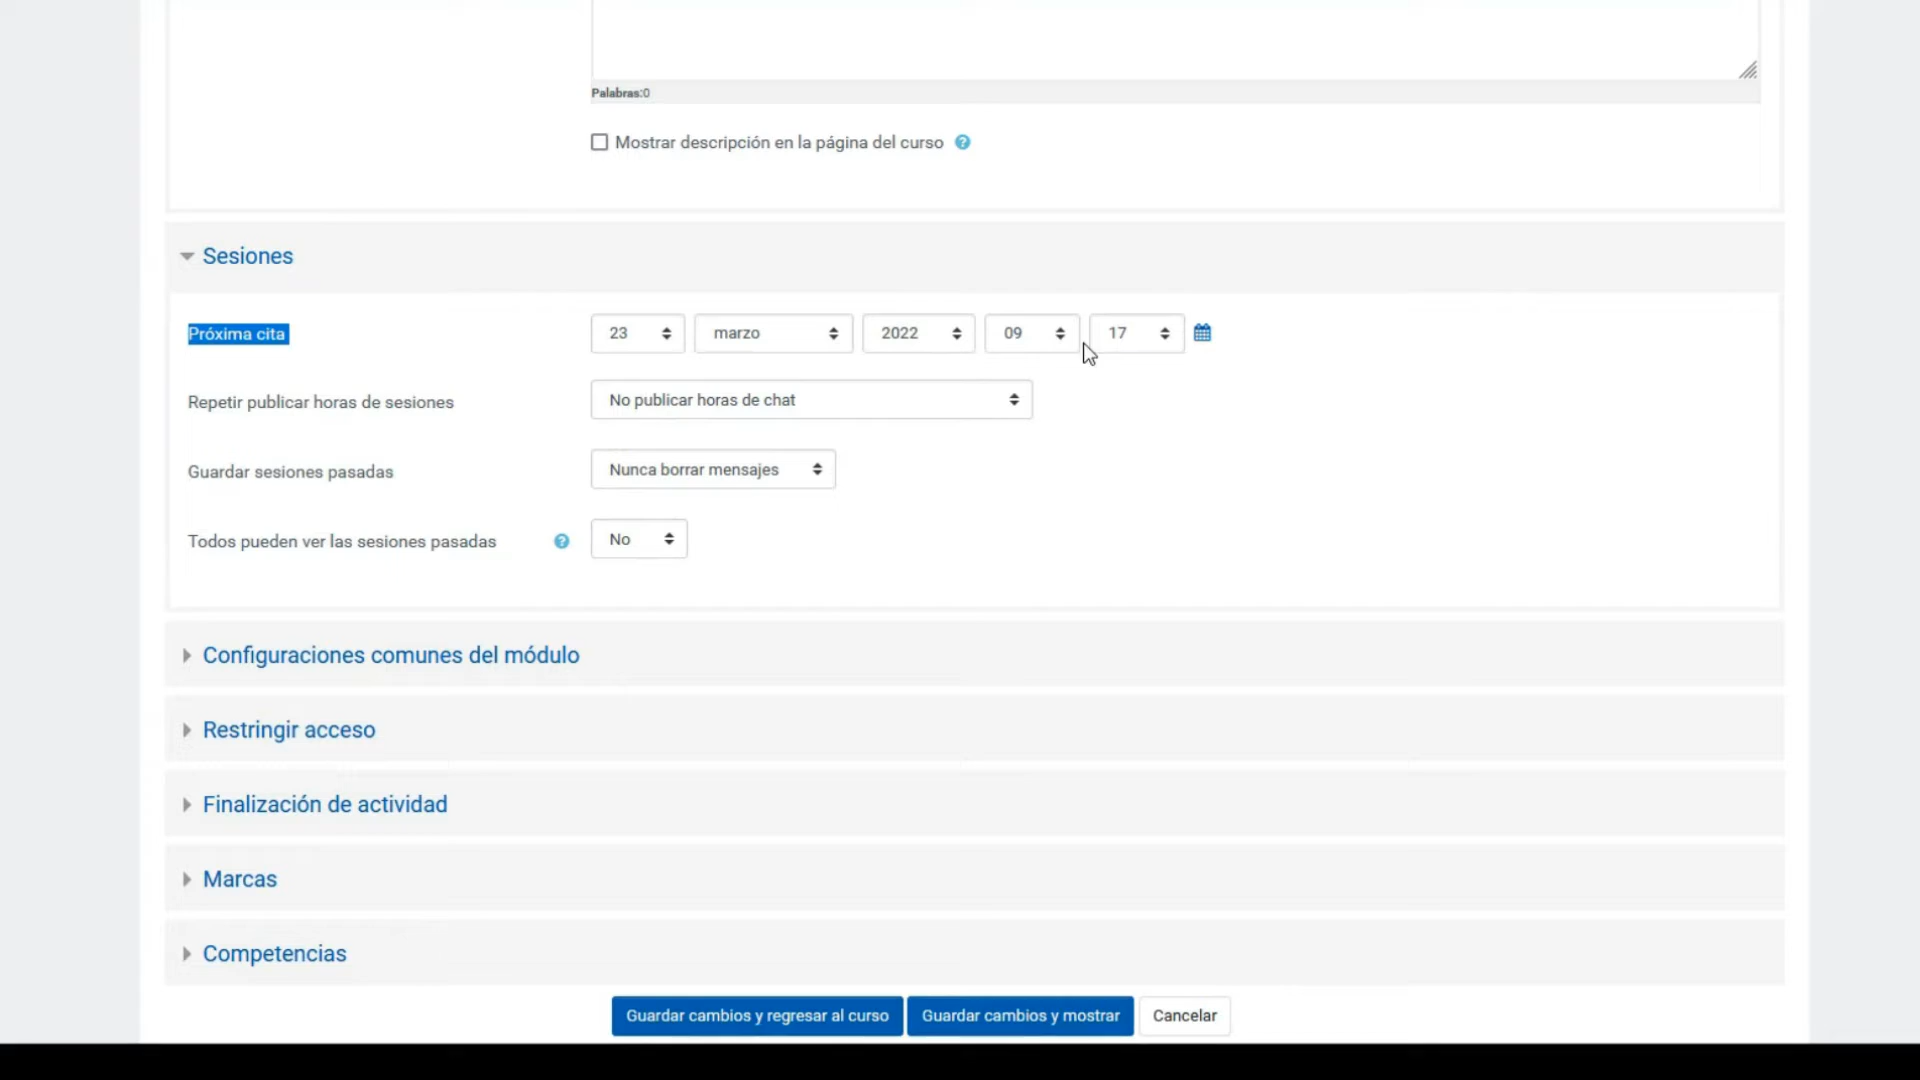 Palabras:0
Mostrar descripción en la página del curso
Sesiones
Próxima cita 23 marzo 2022 09 17
Repetir publicar horas de sesiones No publicar horas de chat
Guardar sesiones pasadas Nunca borrar mensajes
Todos pueden ver las sesiones pasadas No
Configuraciones comunes del módulo
Restringir acceso
Finalización de actividad
Marcas
Competencias
Guardar cambios y regresar al curso Guardar cambios y mostrar Cancelar